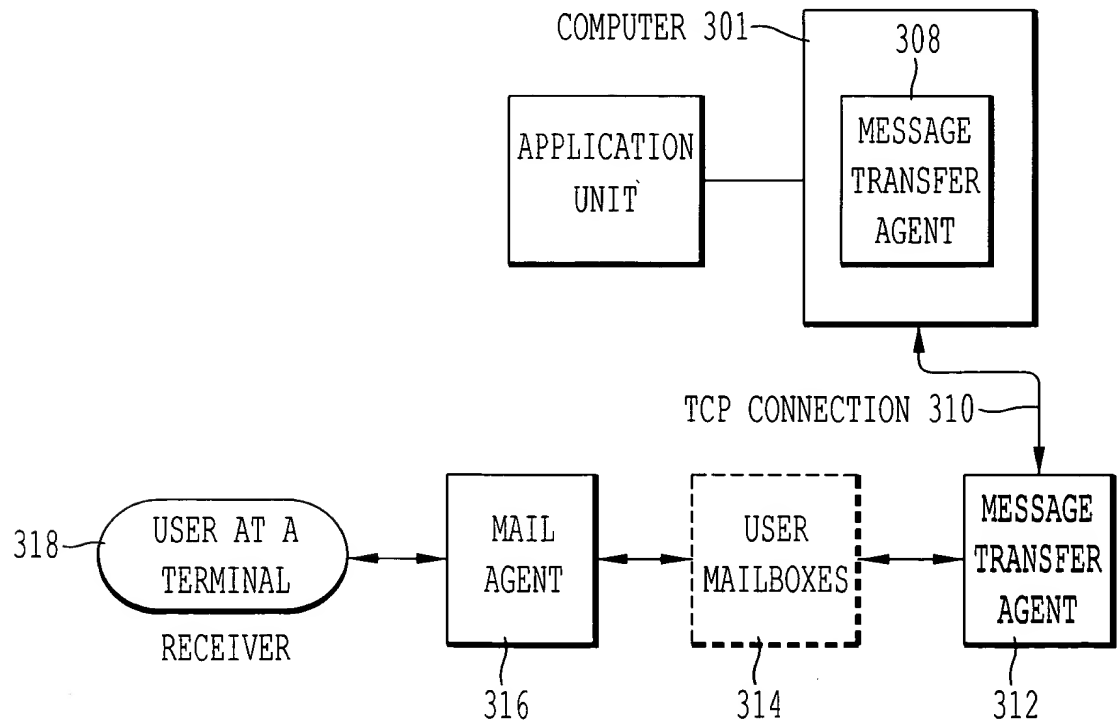 COMPUTER 301
308
APPLICATION
UNIT
MESSAGE
TRANSFER
AGENT
TCP CONNECTION 310
318
USER AT A
TERMINAL
RECEIVER
MAIL
AGENT
316
USER
MAILBOXES
314
MESSAGE
TRANSFER
AGENT
312